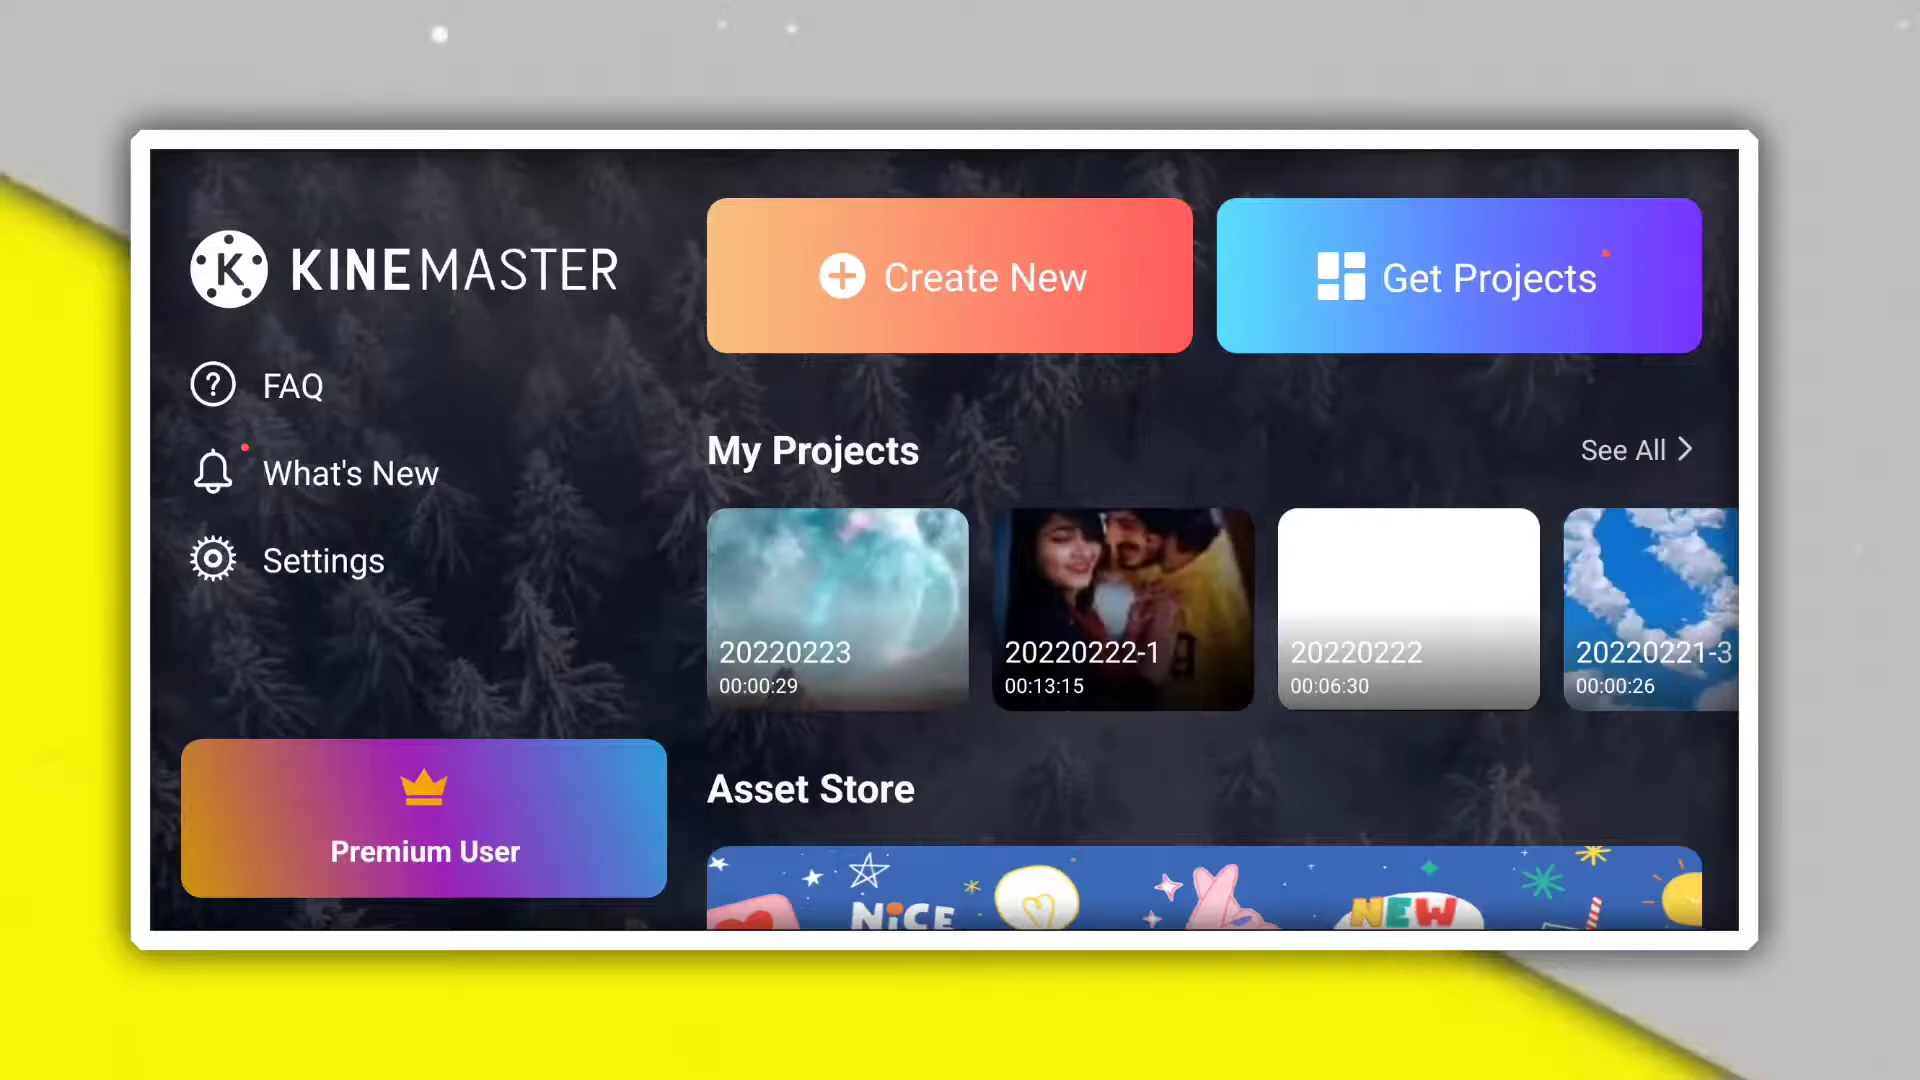 K KINEMASTER
FAQ
What's New
Settings
Premium User
Create New
Get Projects
My Projects
See All
20220223
00:00:29
20220222-1
00:13:15
20220222
00:06:30
20220221-3
00:00:26
Asset Store
NiCE
NEW